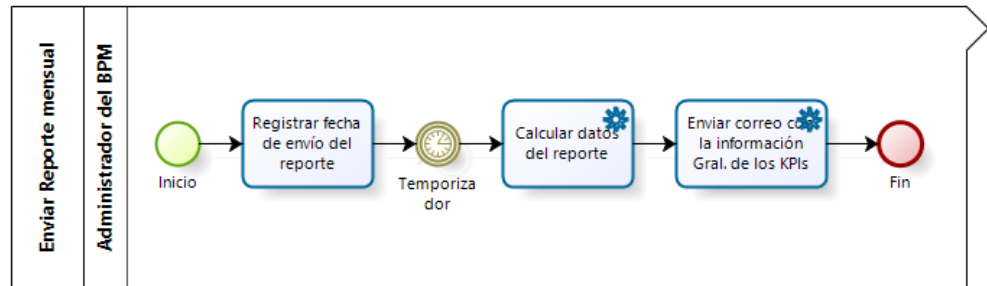 Enviar Reporte mensual
Administrador del BPM
Inicio
Registrar fecha
de envío del
reporte
Temporiza
dor
Calcular datos
del reporte
Enviar correo con
la información
Gral. de los KPIs
Fin